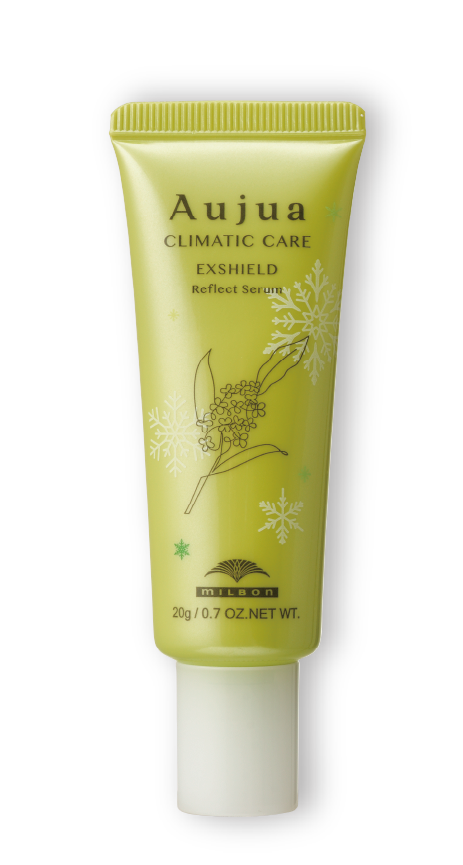 Aujua
CLIMATIC CARE
EXSHIELD
Reflect Serum
MILBON
20g / 0.7 OZ.NET WT.